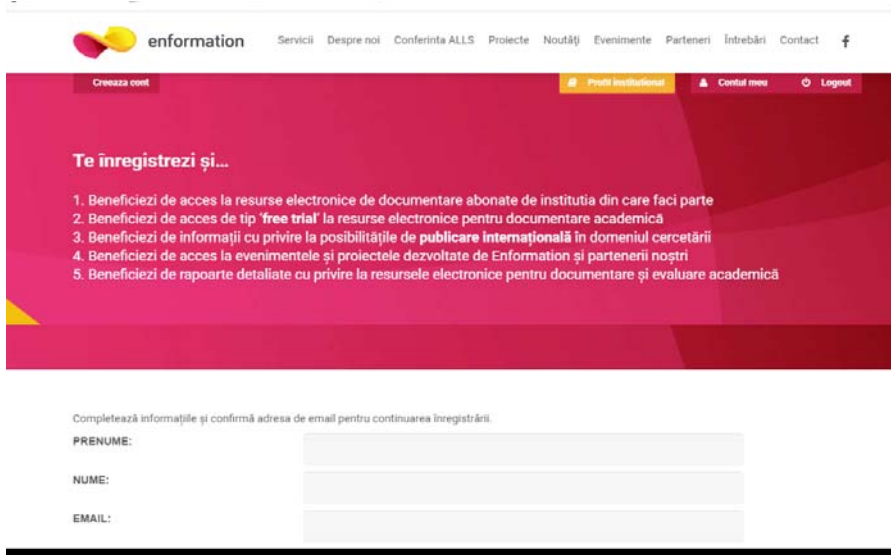 enformation
Servicii Despre noi Conferinta ALLS Proiecte Noutăți Evenimente Parteneri Întrebări Contact f
Creeaza cont Profil institutional Contul meu Logout
Te înregistrezi și...
1. Beneficiezi de acces la resurse electronice de documentare abonate de institutia din care faci parte
2. Beneficiezi de acces de tip 'free trial' la resurse electronice pentru documentare academică
3. Beneficiezi de informații cu privire la posibilitățile de publicare internațională în domeniul cercetării
4. Beneficiezi de acces la evenimentele și proiectele dezvoltate de Enformation și partenerii noștri
5. Beneficiezi de rapoarte detaliate cu privire la resursele electronice pentru documentare și evaluare academică
Completează informațiile și confirmă adresa de email pentru continuarea înregistrării.
PRENUME:
NUME:
EMAIL: